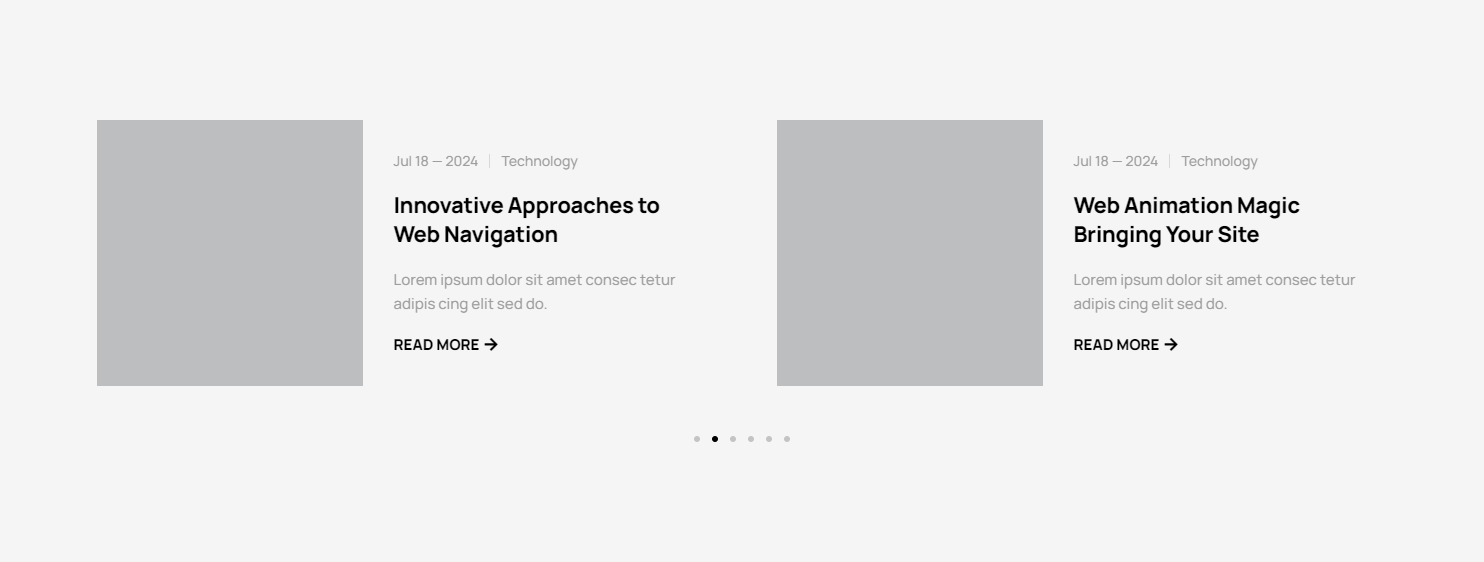 Jul 18 — 2024 | Technology
Innovative Approaches to
Web Navigation
Lorem ipsum dolor sit amet consec tetur
adipis cing elit sed do.
READ MORE →
Jul 18 — 2024 | Technology
Web Animation Magic
Bringing Your Site
Lorem ipsum dolor sit amet consec tetur
adipis cing elit sed do.
READ MORE →